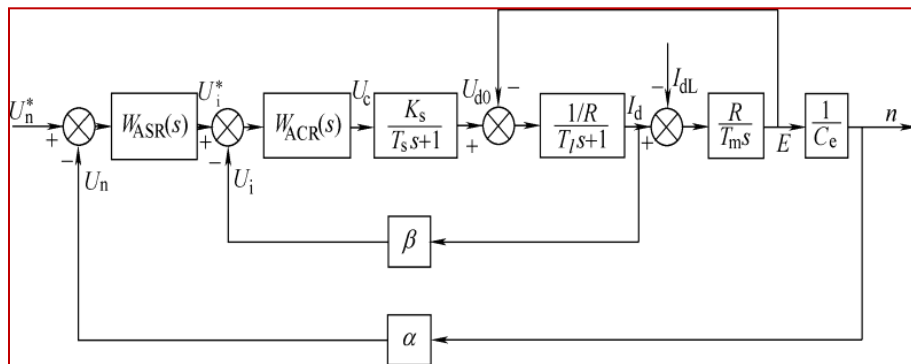 U*n
+
−
Un
WASR(s)
U*i
+
−
Ui
WACR(s)
Uc
Ks
Tss+1
Ud0
−
+
1/R
Tls+1
Id
+
−
IdL
R
Tms
E
1
Ce
n
β
α